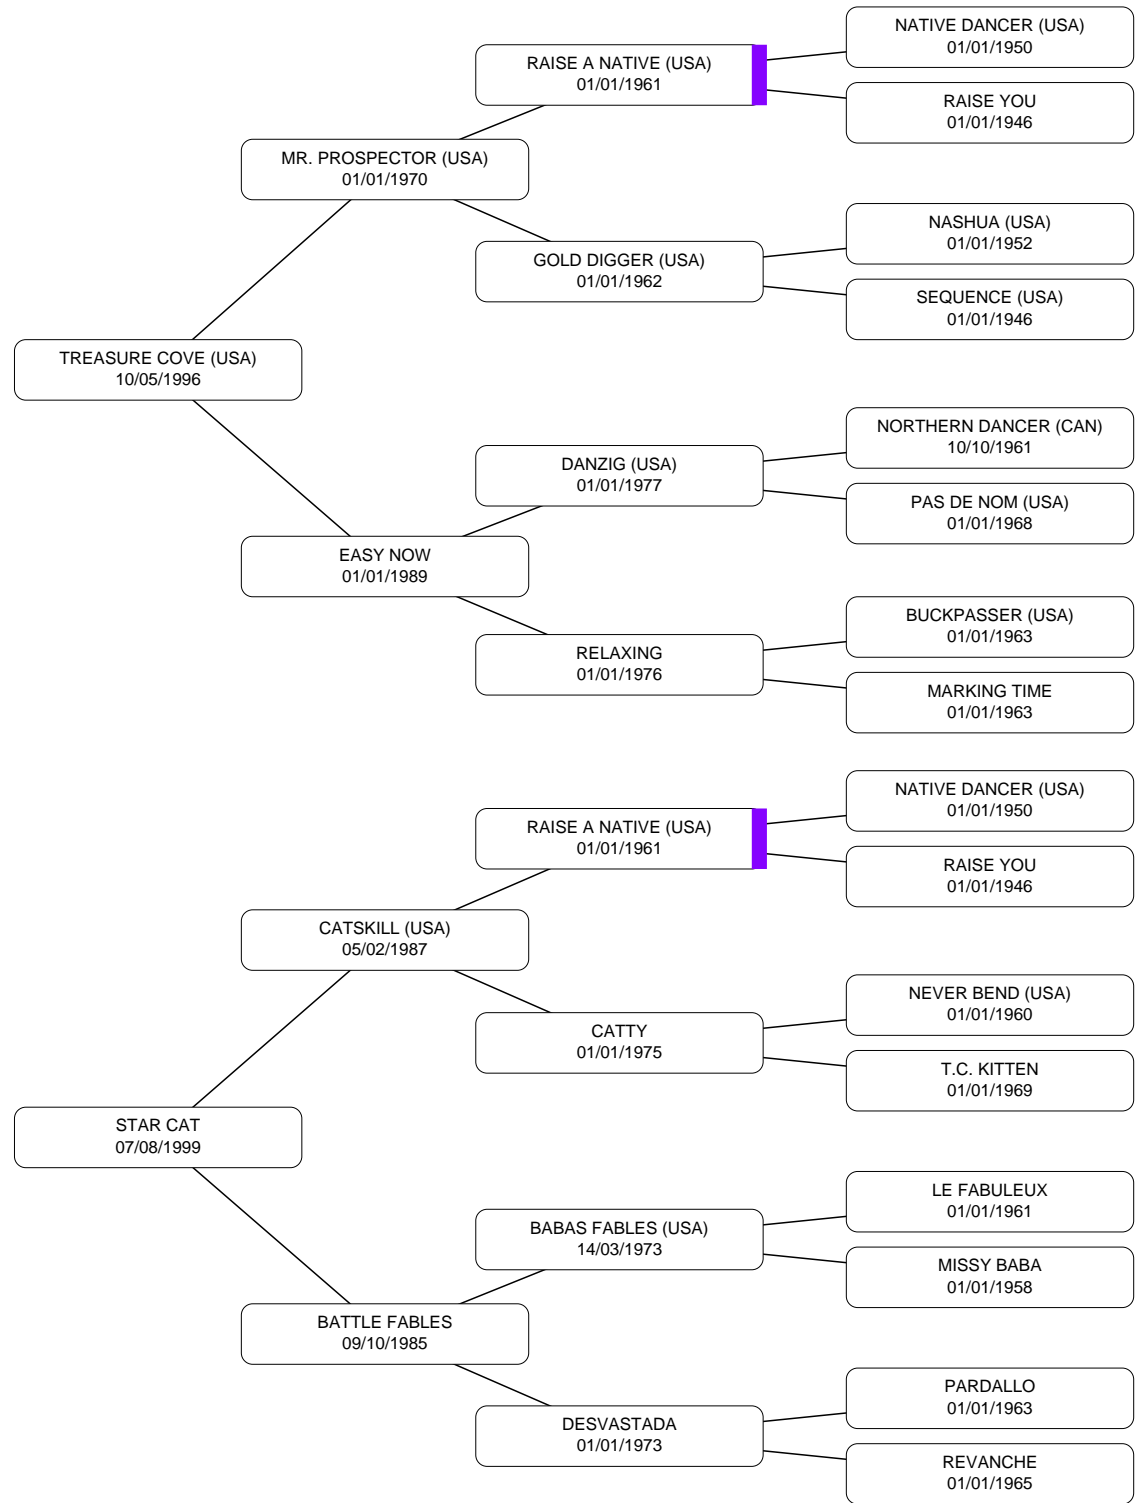 NATIVE DANCER (USA)
01/01/1950
RAISE A NATIVE (USA)
01/01/1961
RAISE YOU
01/01/1946
MR. PROSPECTOR (USA)
01/01/1970
NASHUA (USA)
01/01/1952
GOLD DIGGER (USA)
01/01/1962
SEQUENCE (USA)
01/01/1946
TREASURE COVE (USA)
10/05/1996
NORTHERN DANCER (CAN)
10/10/1961
DANZIG (USA)
01/01/1977
PAS DE NOM (USA)
01/01/1968
EASY NOW
01/01/1989
BUCKPASSER (USA)
01/01/1963
RELAXING
01/01/1976
MARKING TIME
01/01/1963
NATIVE DANCER (USA)
01/01/1950
RAISE A NATIVE (USA)
01/01/1961
RAISE YOU
01/01/1946
CATSKILL (USA)
05/02/1987
NEVER BEND (USA)
01/01/1960
CATTY
01/01/1975
T.C. KITTEN
01/01/1969
STAR CAT
07/08/1999
LE FABULEUX
01/01/1961
BABAS FABLES (USA)
14/03/1973
MISSY BABA
01/01/1958
BATTLE FABLES
09/10/1985
PARDALLO
01/01/1963
DESVASTADA
01/01/1973
REVANCHE
01/01/1965